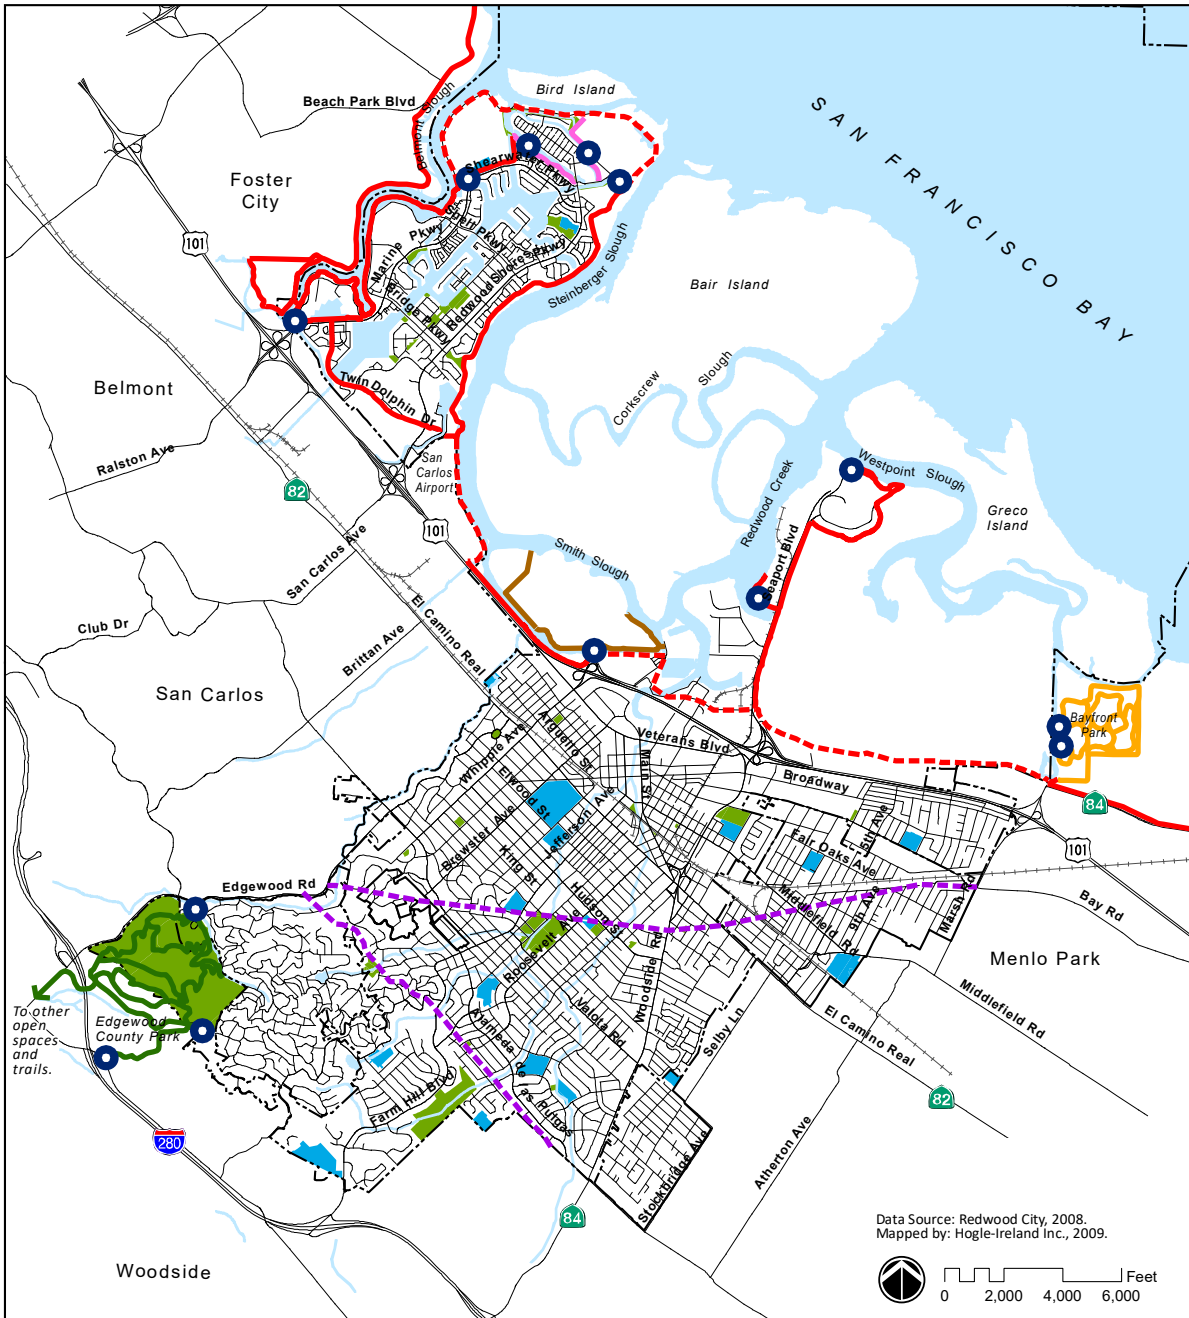 Bird Island
Beach Park Blvd
Belmont Slough
SAN FRANCISCO BAY
Foster
City
Shearwater Pkwy
101
Marine Pkwy
Shell Pkwy
Redwood Shores Pkwy
Bridge Pkwy
Steinberger Slough
Bair Island
Belmont
Twin Dolphin Dr
Corkscrew Slough
Ralston Ave
San
Carlos
Airport
82
101
Redwood Creek
Westpoint Slough
Greco
Island
San Carlos Ave
Smith Slough
Seaport Blvd
Club Dr
Brittan Ave
El Camino Real
San Carlos
Bayfront
Park
Whipple Ave
Arguello St
Veterans Blvd
Main St
Broadway
84
Elwood St
Jefferson Ave
Brewster Ave
King St
5th Ave
Fair Oaks Ave
101
Edgewood Rd
Hudson St
Roosevelt Ave
Middlefield Rd
9th Ave
Marsh Rd
Bay Rd
Menlo Park
Woodside Rd
Valota Rd
Selby Ln
Middlefield Rd
El Camino Real
To other
open
spaces
and
trails.
Edgewood
County Park
Alameda de las Pulgas
Farm Hill Blvd
82
280
Stockbridge Ave
Atherton Ave
84
Woodside
Data Source: Redwood City, 2008.
Mapped by: Hogle-Ireland Inc., 2009.
Feet
0 2,000 4,000 6,000